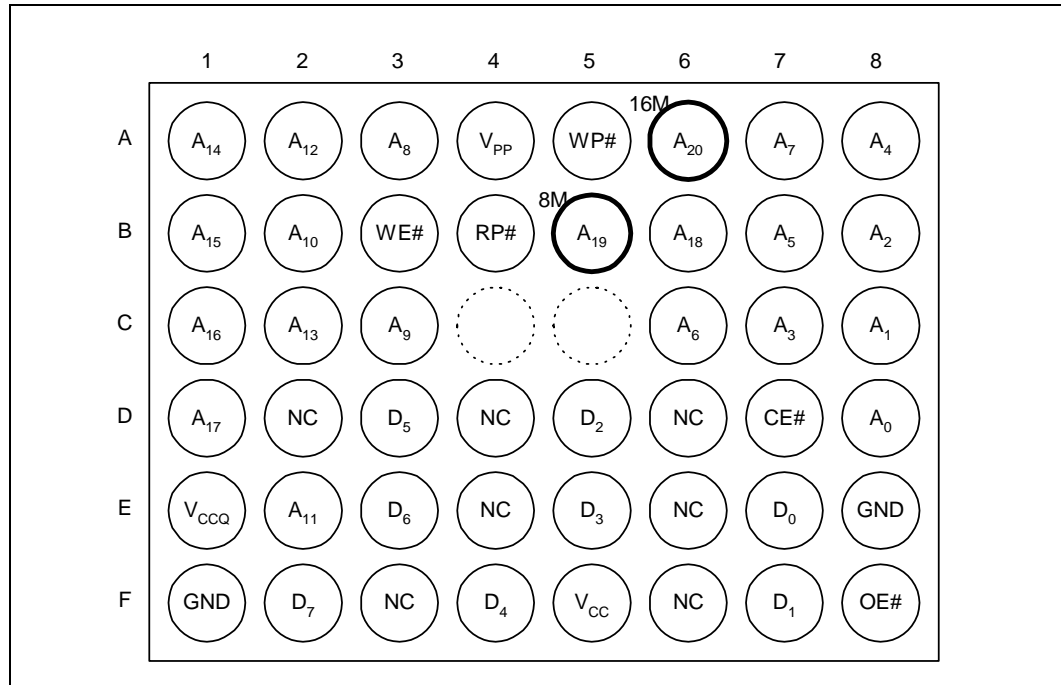 1 2 3 4 5 6 7 8
16M
A A14 A12 A8 VPP WP# A20 A7 A4
8M
B A15 A10 WE# RP# A19 A18 A5 A2
C A16 A13 A9 A6 A3 A1
D A17 NC D5 NC D2 NC CE# A0
E VCCQ A11 D6 NC D3 NC D0 GND
F GND D7 NC D4 VCC NC D1 OE#